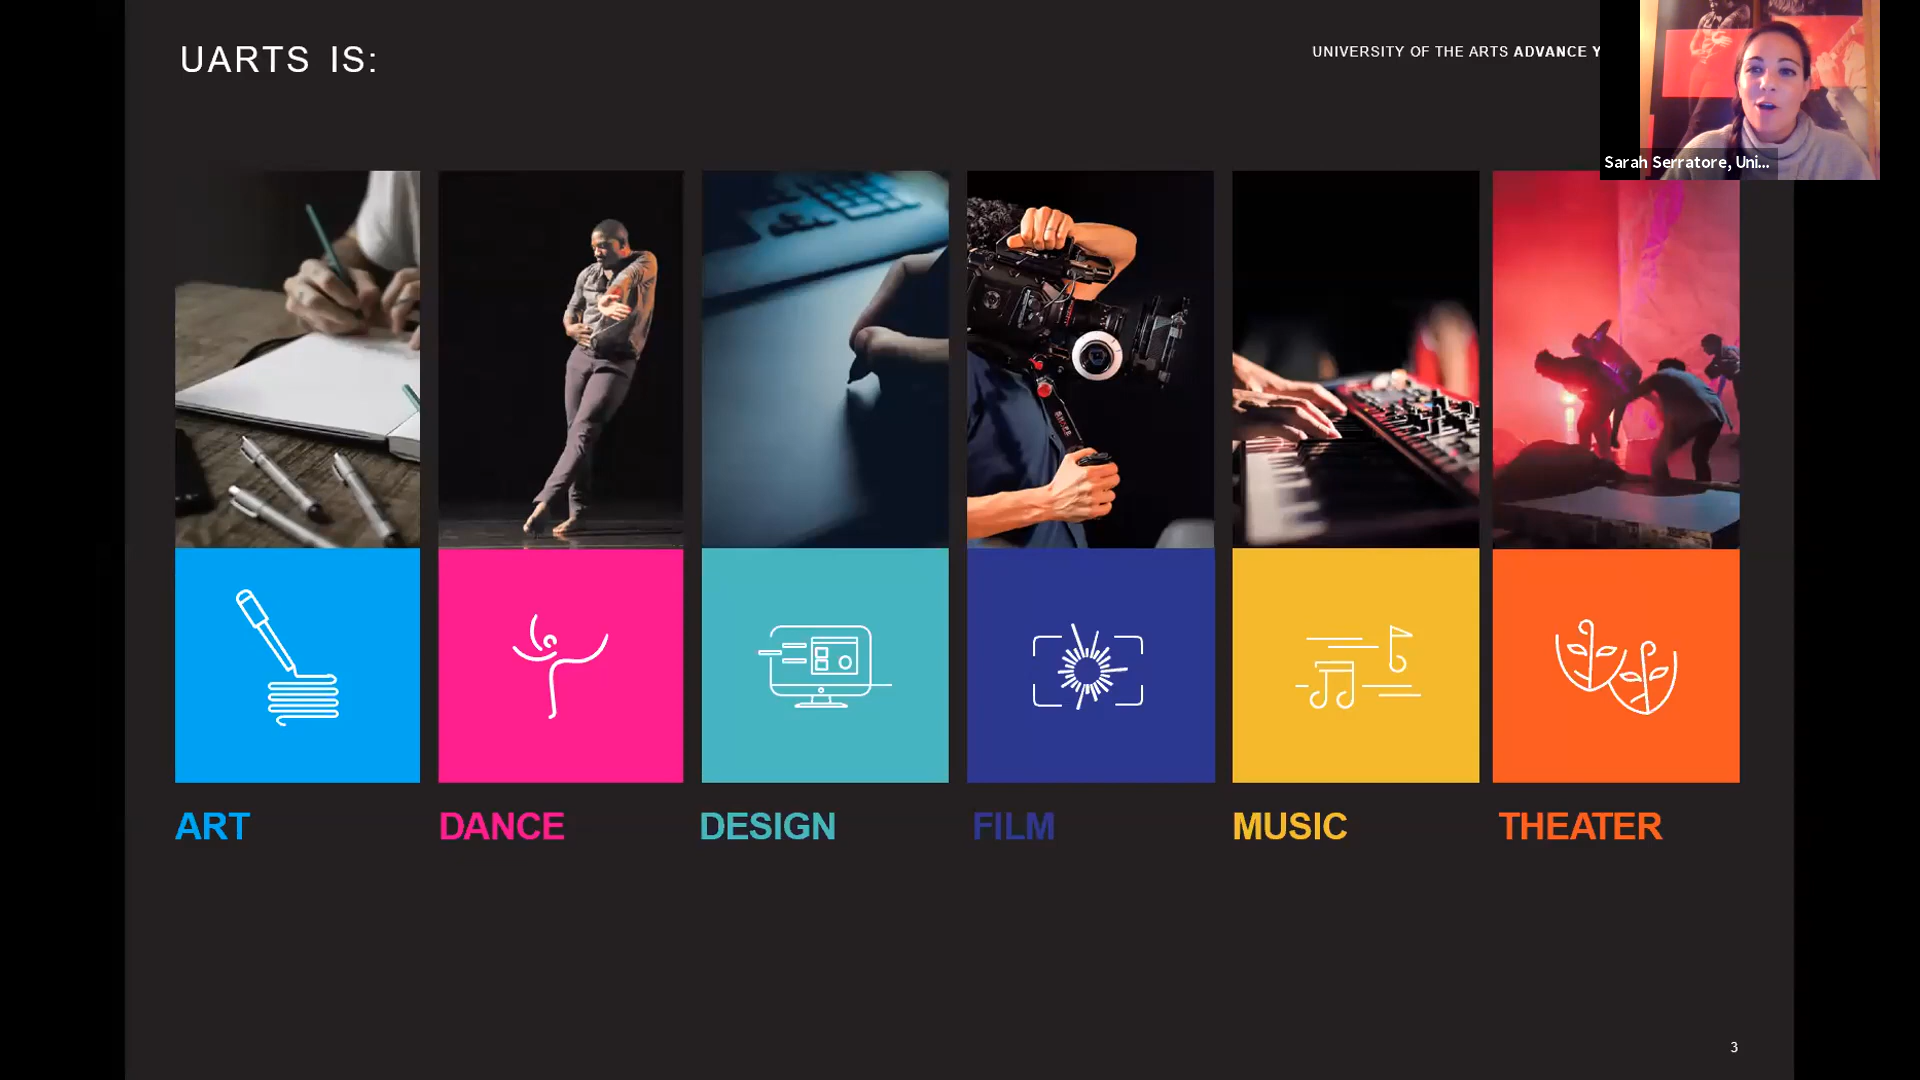 UARTS IS:
UNIVERSITY OF THE ARTS ADVANCE Y
Sarah Serratore, Uni...
ART
DANCE
DESIGN
FILM
MUSIC
THEATER
3